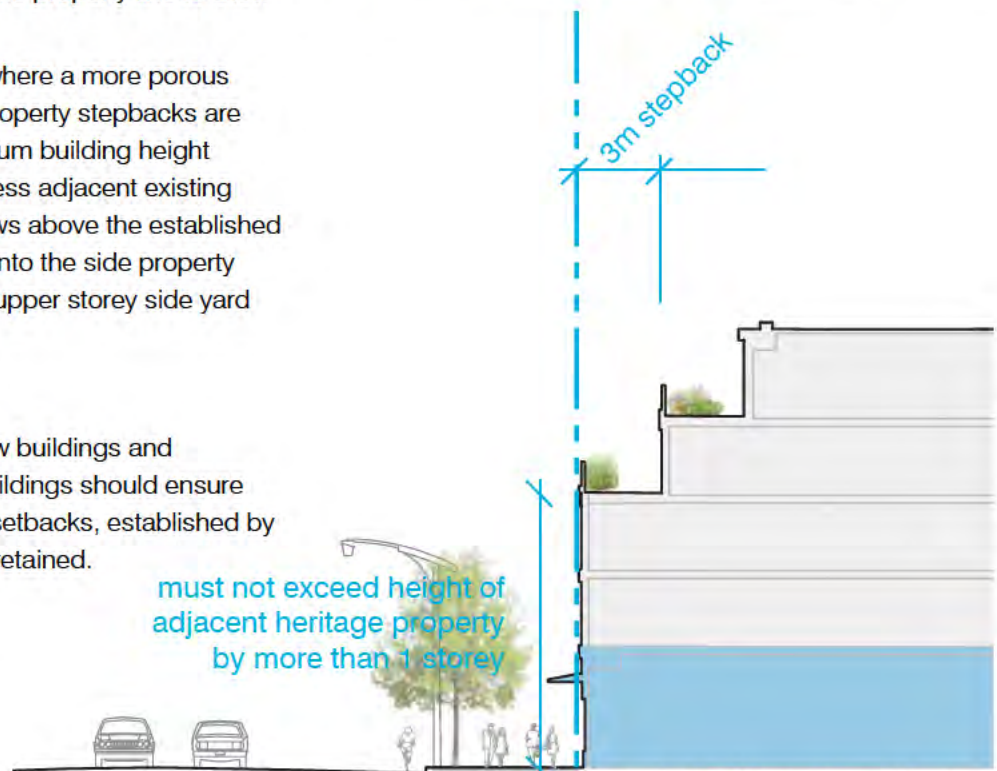 where a more porous
operty stepbacks are
um building height
ess adjacent existing
ws above the established
nto the side property
upper storey side yard
w buildings and
ildings should ensure
setbacks, established by
retained.
3m stepback
must not exceed height of
adjacent heritage property
by more than 1 storey